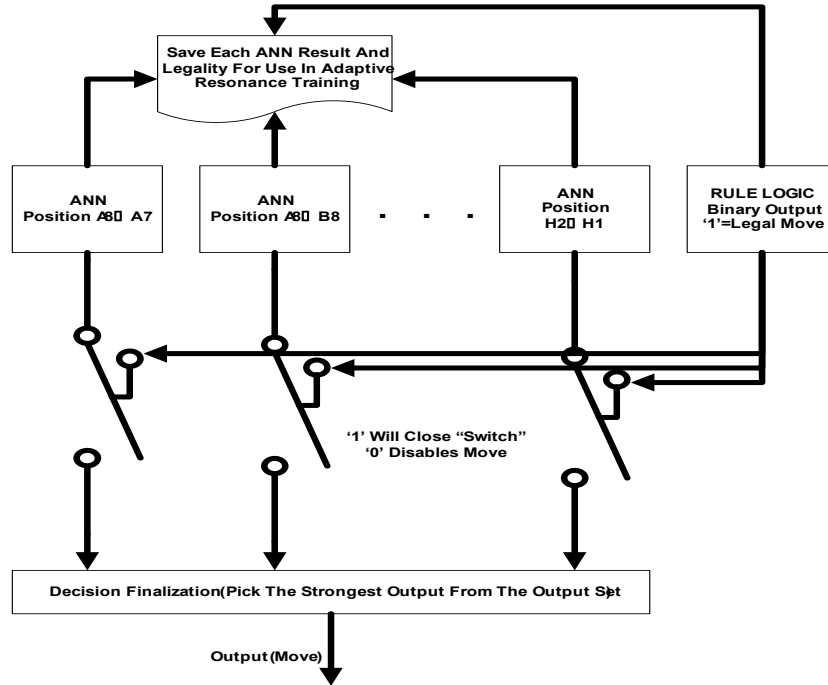 Save Each ANN Result And
Legality For Use In Adaptive
Resonance Training
ANN
Position A8 A7
ANN
Position A8 B8
. . .
ANN
Position
H2 H1
RULE LOGIC
Binary Output
‘1’=Legal Move
‘1’ Will Close “Switch”
‘0’ Disables Move
Decision Finalization(Pick The Strongest Output From The Output Set)
Output(Move)